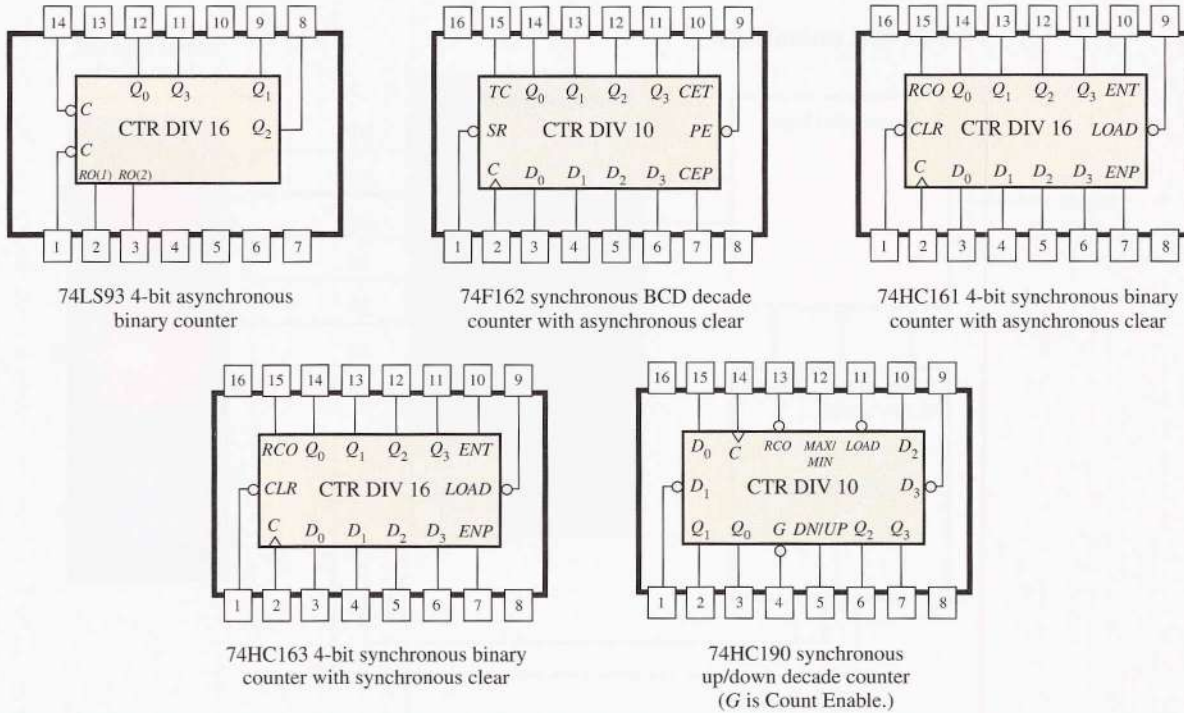 14 13 12 11 10 9 8
C
Q0 Q3 Q1
CTR DIV 16
Q2
C
RO(1) RO(2)
1 2 3 4 5 6 7
74LS93 4-bit asynchronous
binary counter
16 15 14 13 12 11 10 9
TC Q0 Q1 Q2 Q3 CET
SR CTR DIV 10 PE
C D0 D1 D2 D3 CEP
1 2 3 4 5 6 7 8
74F162 synchronous BCD decade
counter with asynchronous clear
16 15 14 13 12 11 10 9
RCO Q0 Q1 Q2 Q3 ENT
CLR CTR DIV 16 LOAD
C D0 D1 D2 D3 ENP
1 2 3 4 5 6 7 8
74HC161 4-bit synchronous binary
counter with asynchronous clear
16 15 14 13 12 11 10 9
RCO Q0 Q1 Q2 Q3 ENT
CLR CTR DIV 16 LOAD
C D0 D1 D2 D3 ENP
1 2 3 4 5 6 7 8
74HC163 4-bit synchronous binary
counter with synchronous clear
16 15 14 13 12 11 10 9
D0 C RCO MAX/ LOAD D2
MIN
D1 CTR DIV 10 D3
Q1 Q0 G DN/UP Q2 Q3
1 2 3 4 5 6 7 8
74HC190 synchronous
up/down decade counter
(G is Count Enable.)